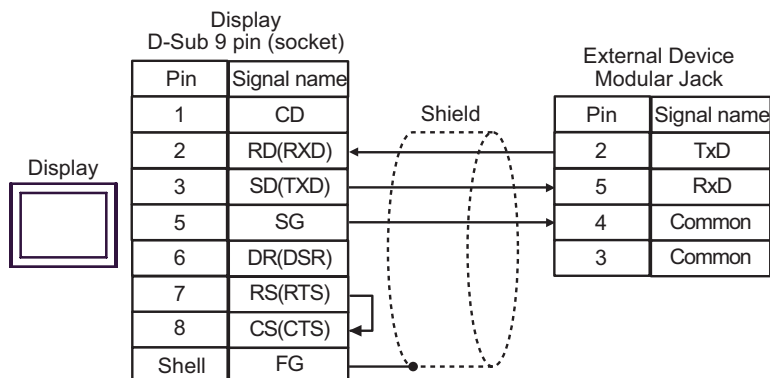 Display
D-Sub 9 pin (socket)
Pin Signal name
1 CD
2 RD(RXD)
3 SD(TXD)
5 SG
6 DR(DSR)
7 RS(RTS)
8 CS(CTS)
Shell FG
Display
Shield
External Device
Modular Jack
Pin Signal name
2 TxD
5 RxD
4 Common
3 Common